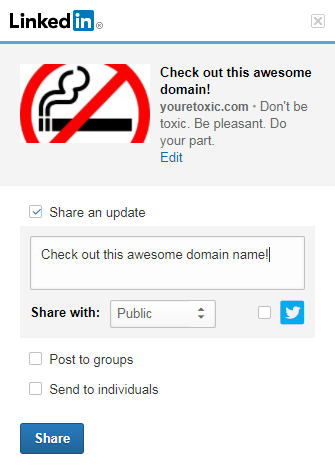 Linked in ®
Check out this awesome
domain!
youretoxic.com • Don't be
toxic. Be pleasant. Do
your part.
Edit
Share an update
Check out this awesome domain name!
Share with: Public
Post to groups
Send to individuals
Share